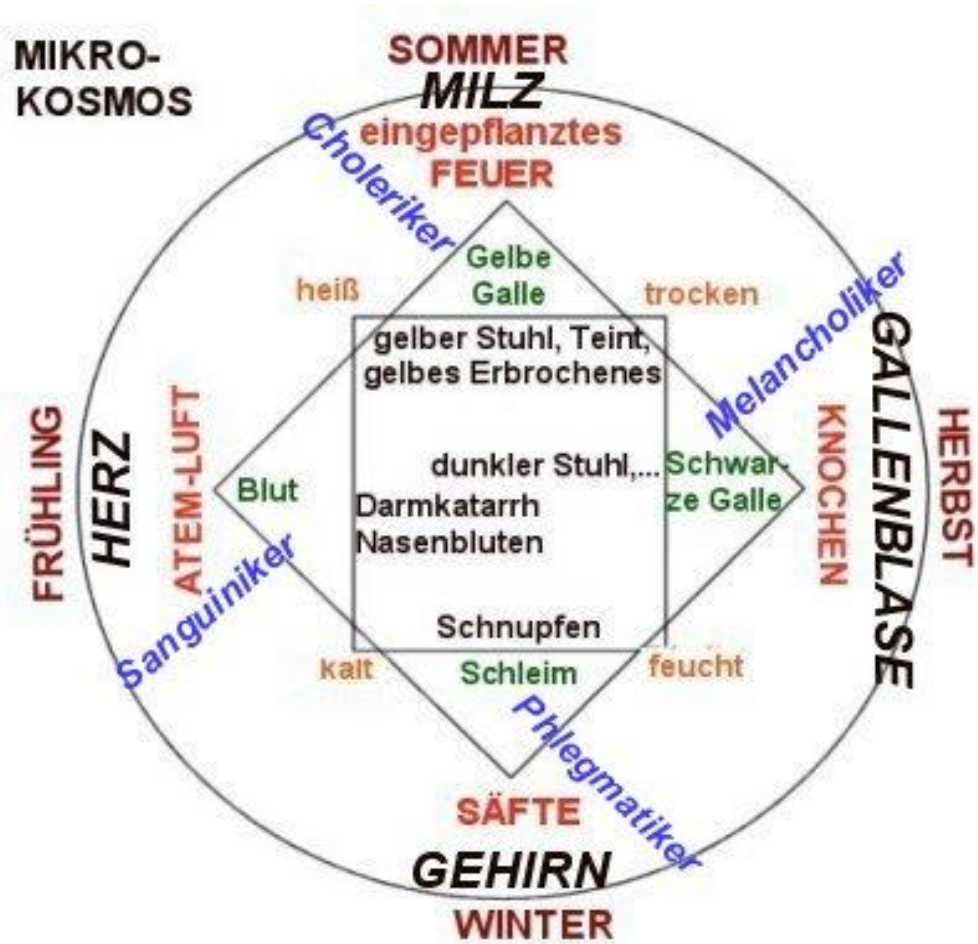 MIKRO-
KOSMOS
SOMMER
MILZ
eingepflanztes
FEUER
Choleriker
Gelbe
Galle
heiß
trocken
gelber Stuhl, Teint,
gelbes Erbrochenes
Melancholiker
GALLENBLASE
HERBST
KNOCHEN
FRÜHLING
HERZ
ATEM-LUFT
Blut
dunkler Stuhl,...
Schwar-
ze Galle
Darmkatarrh
Nasenbluten
Sanguiniker
Schnupfen
kalt
Schleim
feucht
Phlegmatiker
SÄFTE
GEHIRN
WINTER